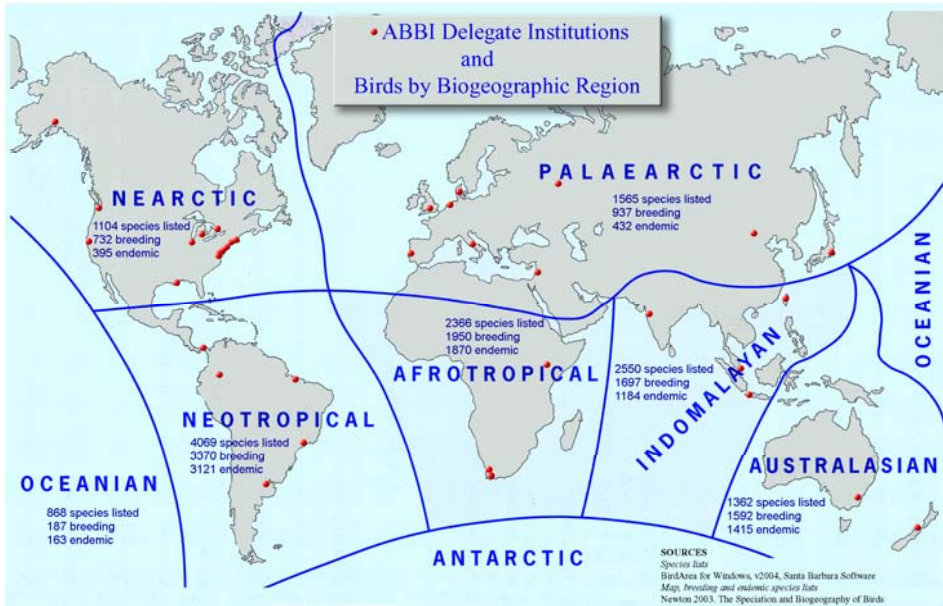 ABBI Delegate Institutions
and
Birds by Biogeographic Region
NEARCTIC
1104 species listed
732 breeding
395 endemic
PALAEARCTIC
1565 species listed
937 breeding
432 endemic
OCEANIAN
2366 species listed
1950 breeding
1870 endemic
AFROTROPICAL
2550 species listed
1697 breeding
1184 endemic
INDOMALAYAN
NEOTROPICAL
4069 species listed
3370 breeding
3121 endemic
AUSTRALASIAN
1362 species listed
1592 breeding
1415 endemic
OCEANIAN
868 species listed
187 breeding
163 endemic
ANTARCTIC
SOURCES
Species lists
BirdArea for Windows, v2004, Santa Barbara Software
Map, breeding and endemic species lists
Newton 2003. The Speciation and Biogeography of Birds